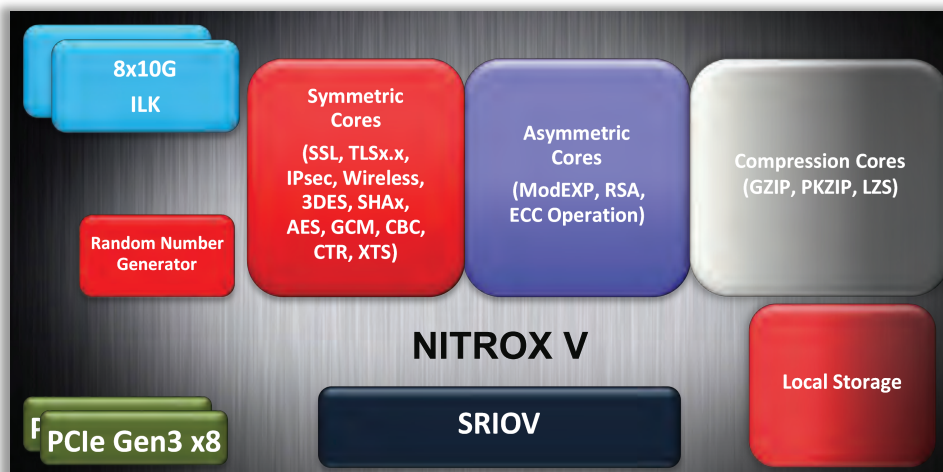 8x10G
ILK
Symmetric
Cores
(SSL, TLSx.x,
IPsec, Wireless,
3DES, SHAx,
AES, GCM, CBC,
CTR, XTS)
Asymmetric
Cores
(ModEXP, RSA,
ECC Operation)
Compression Cores
(GZIP, PKZIP, LZS)
Random Number
Generator
NITROX V
Local Storage
PCIe Gen3 x8
SRIOV